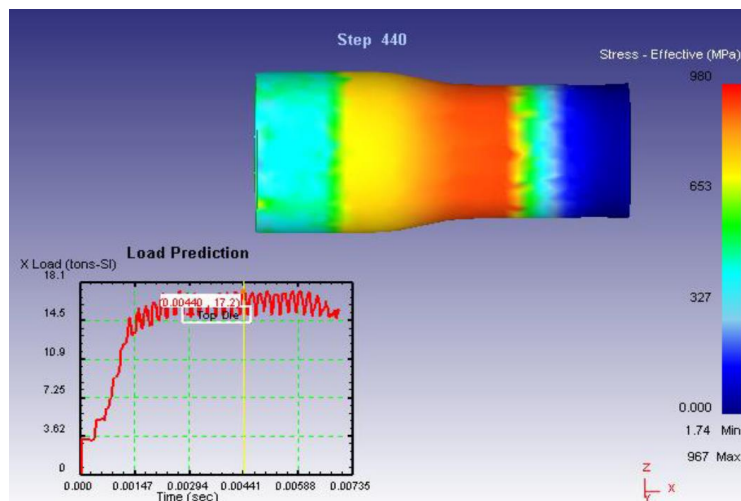 Step 440
Stress - Effective (MPa)
980
653
327
0.000
1.74 Min
967 Max
Load Prediction
X Load (tons-SI)
18.1
14.5
10.9
7.25
3.62
0
(0.00440 , 17.2)
Top Die
0.000 0.00147 0.00294 0.00441 0.00588 0.00735
Time (sec)
Z
X
Y